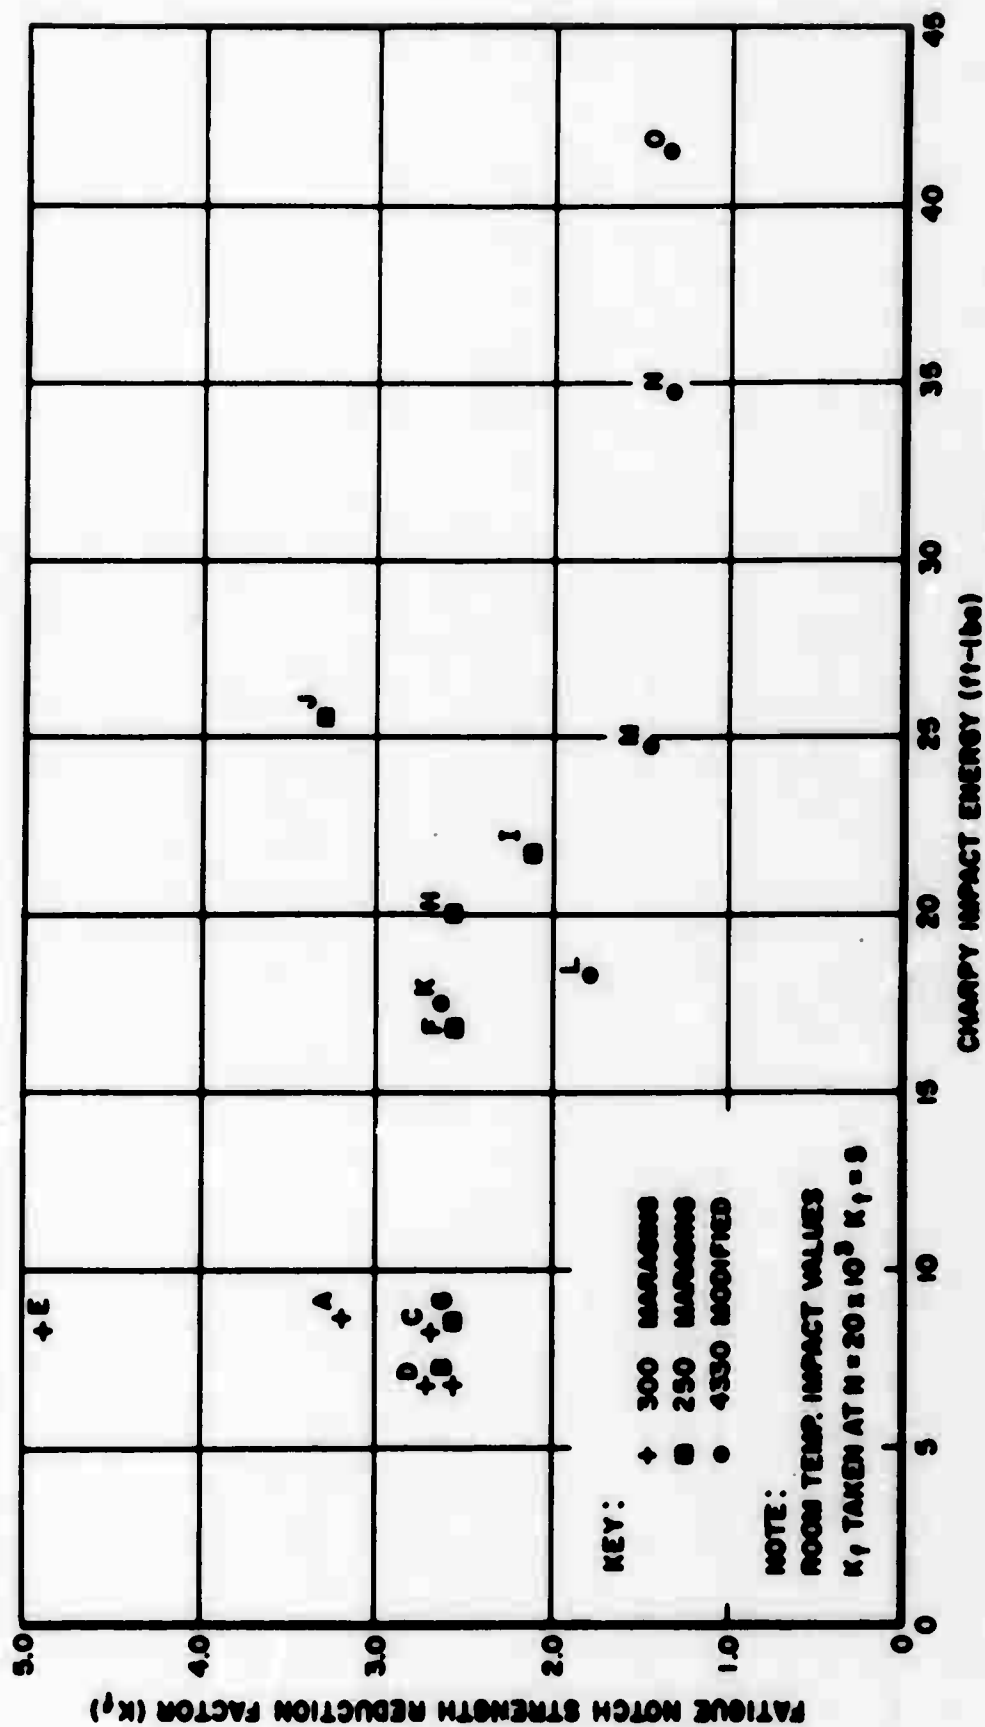 FATIGUE NOTCH STRENGTH REDUCTION FACTOR (Kf)
5.0
4.0
3.0
2.0
1.0
0
E
A
C
D
B
G
F
K
H
L
I
J
M
N
O
KEY:
+ 300 MARAGING
■ 250 MARAGING
● 4330 MODIFIED
NOTE:
ROOM TEMP. IMPACT VALUES
Kf TAKEN AT N = 20 x 10³ Kt = 5
0
5
10
15
20
25
30
35
40
45
CHARPY IMPACT ENERGY (ft-lbs)